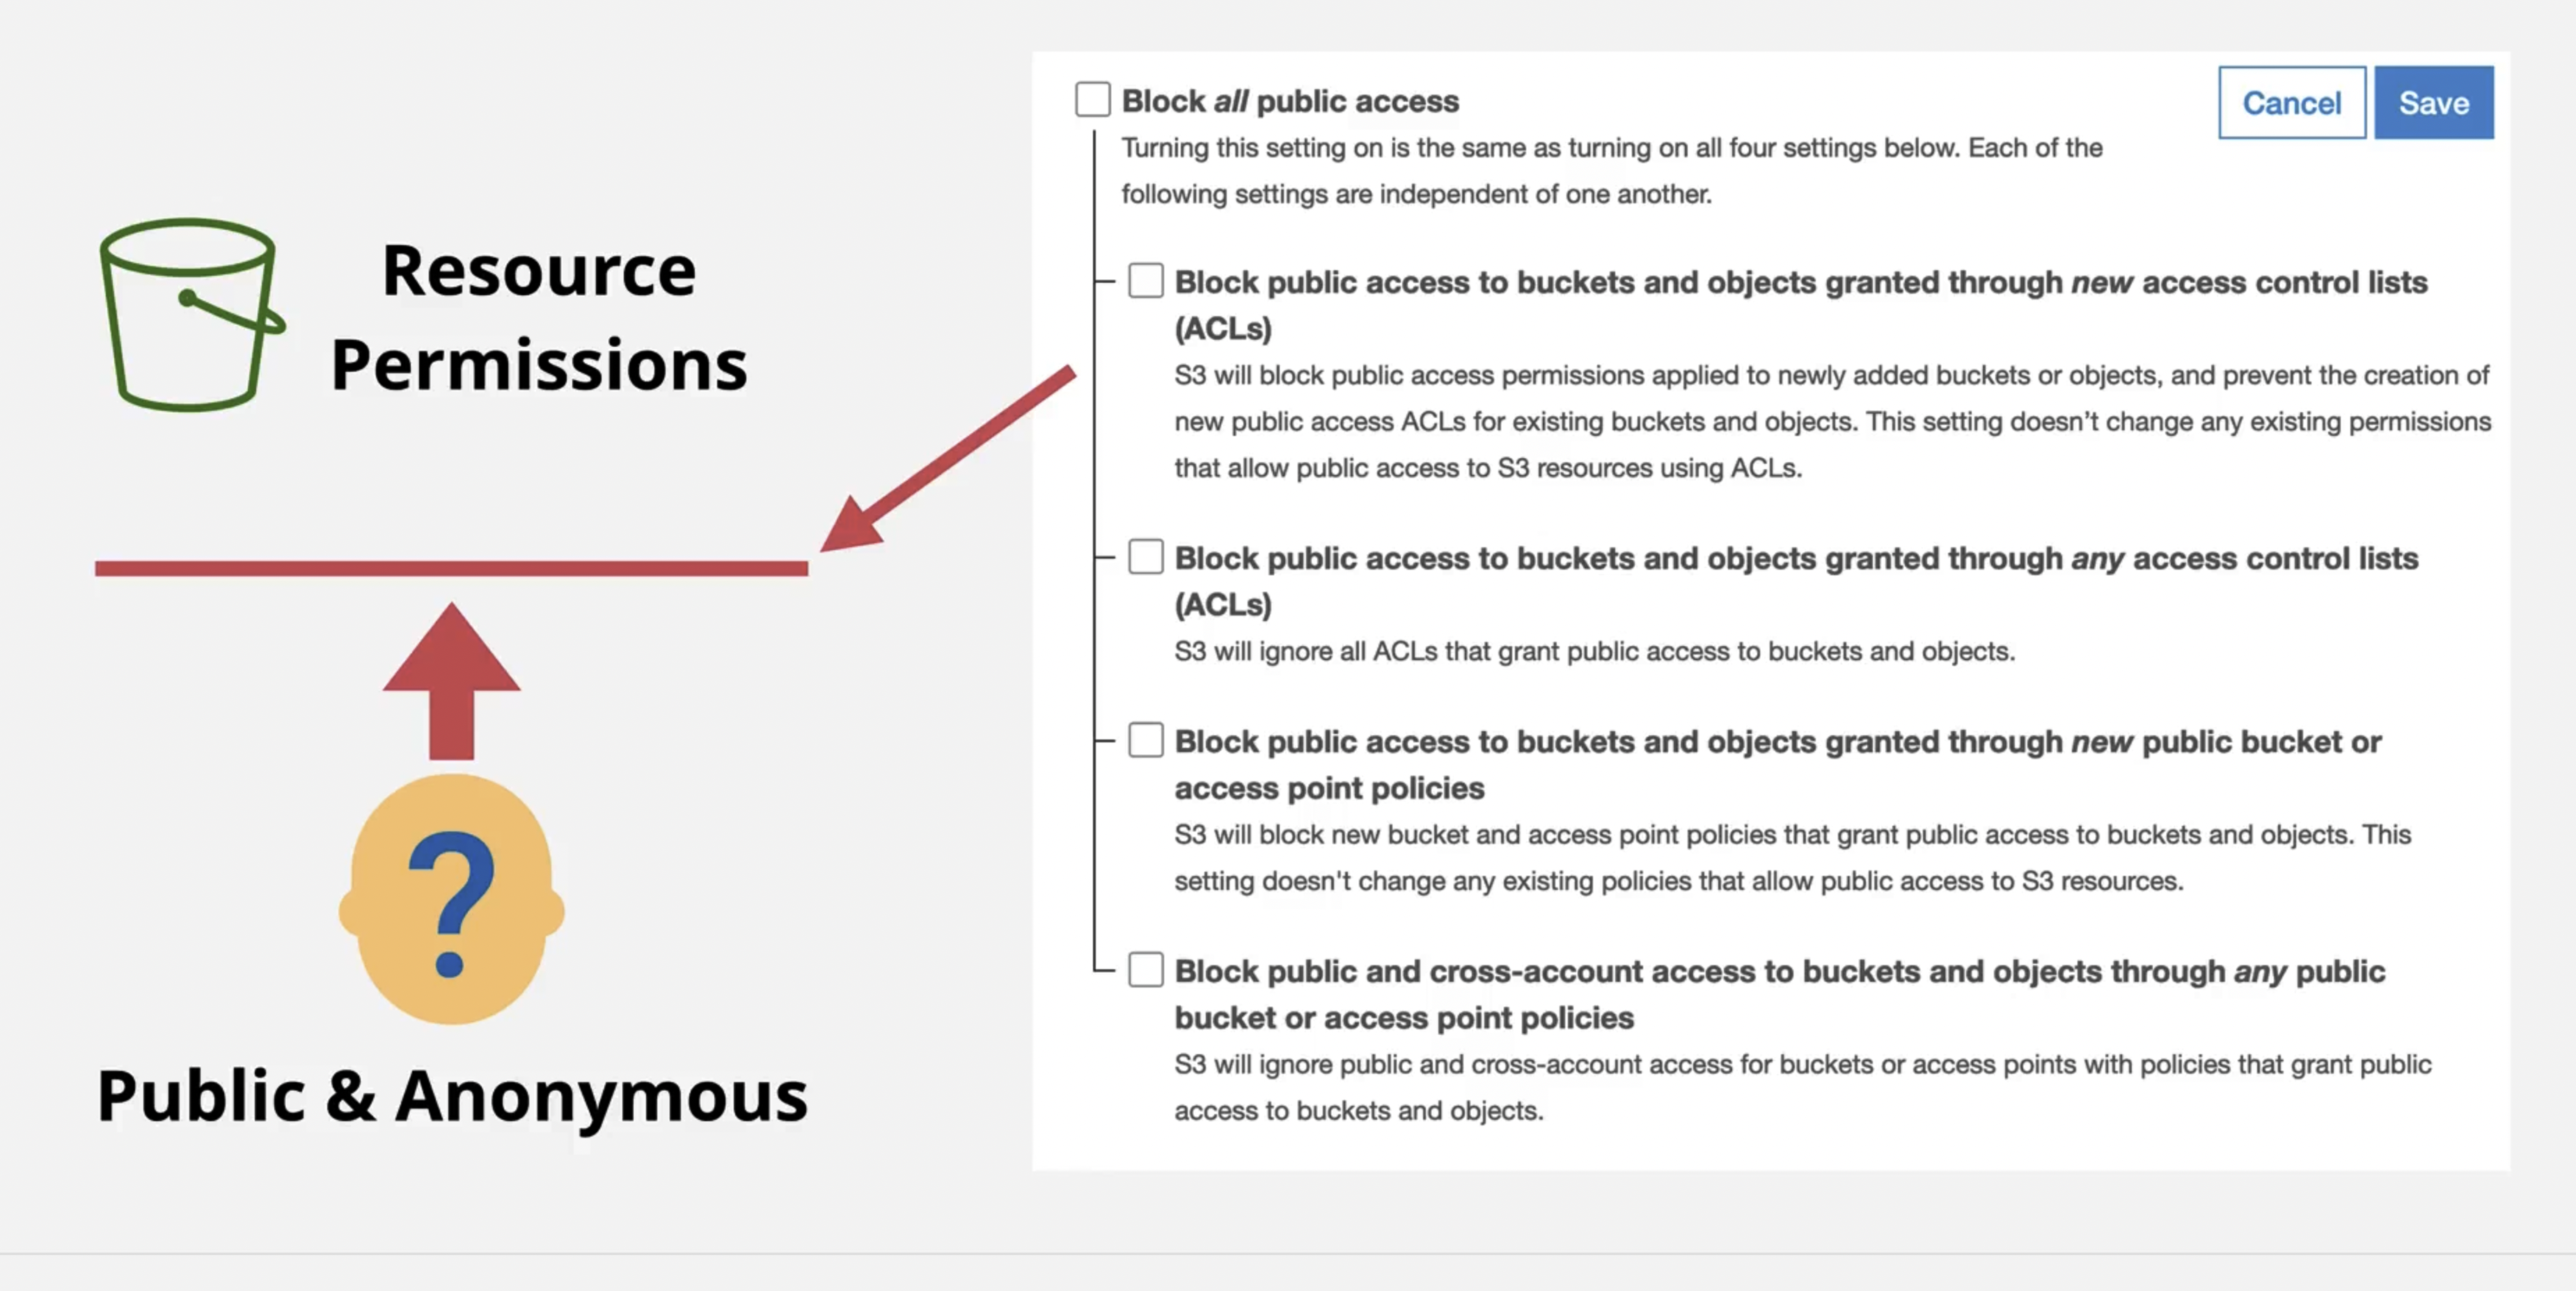 Resource
Permissions
?
Public & Anonymous
Block all public access
Cancel
Save
Turning this setting on is the same as turning on all four settings below. Each of the
following settings are independent of one another.
Block public access to buckets and objects granted through new access control lists
(ACLs)
S3 will block public access permissions applied to newly added buckets or objects, and prevent the creation of
new public access ACLs for existing buckets and objects. This setting doesn’t change any existing permissions
that allow public access to S3 resources using ACLs.
Block public access to buckets and objects granted through any access control lists
(ACLs)
S3 will ignore all ACLs that grant public access to buckets and objects.
Block public access to buckets and objects granted through new public bucket or
access point policies
S3 will block new bucket and access point policies that grant public access to buckets and objects. This
setting doesn't change any existing policies that allow public access to S3 resources.
Block public and cross-account access to buckets and objects through any public
bucket or access point policies
S3 will ignore public and cross-account access for buckets or access points with policies that grant public
access to buckets and objects.